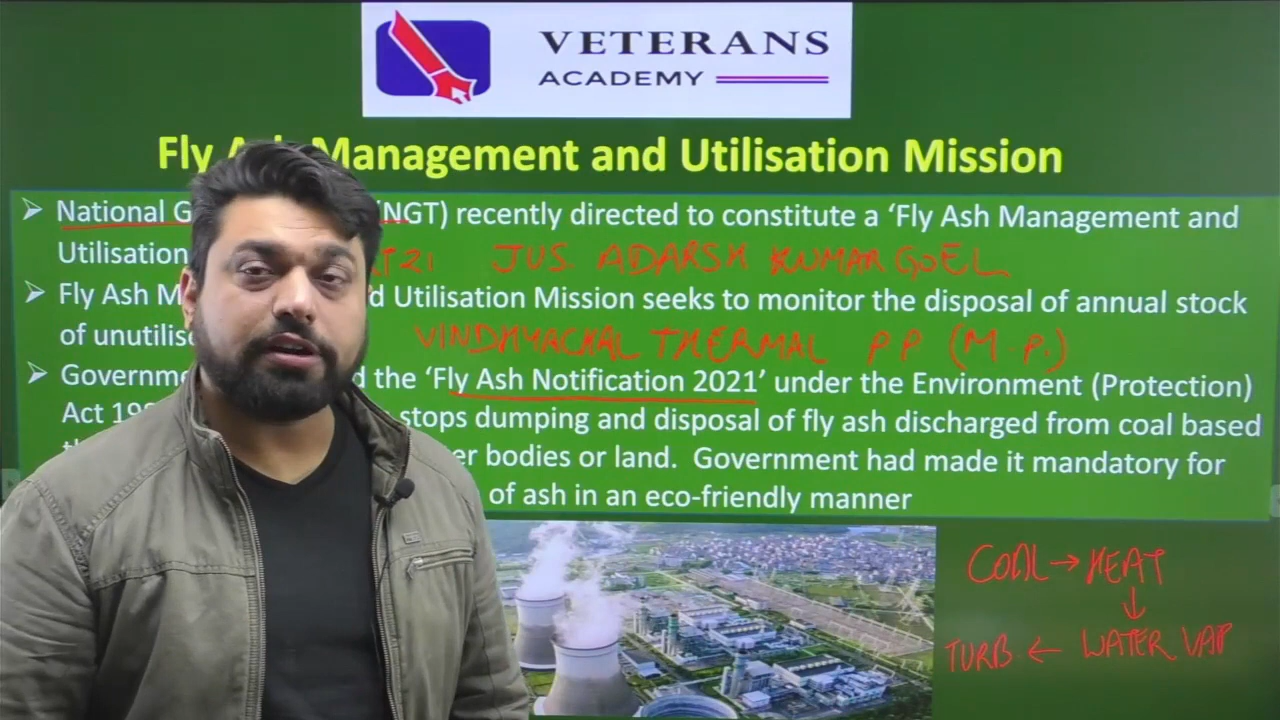 VETERANS
ACADEMY
Fly Ash Management and Utilisation Mission
National G (NGT) recently directed to constitute a ‘Fly Ash Management and
Utilisation JUS. ADARSH KUMAR GOEL
Fly Ash M d Utilisation Mission seeks to monitor the disposal of annual stock
of unutilise VINDHYACHAL THERMAL P.P (M.P.)
Governme d the ‘Fly Ash Notification 2021’ under the Environment (Protection)
Act 19 stops dumping and disposal of fly ash discharged from coal based
er bodies or land. Government had made it mandatory for
of ash in an eco-friendly manner
COAL → HEAT
↓
TURB ← WATER VAP